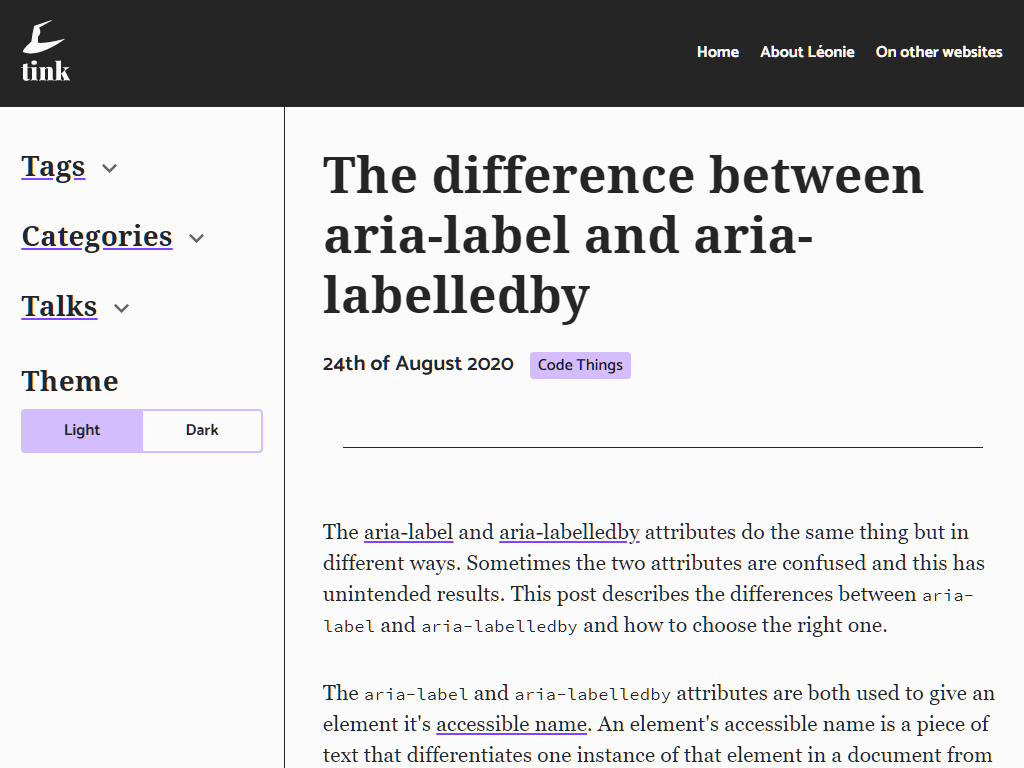 tink
Home
About Léonie
On other websites
Tags
Categories
Talks
Theme
Light
Dark
The difference between
aria-label and aria-
labelledby
24th of August 2020
Code Things
The aria-label and aria-labelledby attributes do the same thing but in
different ways. Sometimes the two attributes are confused and this has
unintended results. This post describes the differences between aria-
label and aria-labelledby and how to choose the right one.
The aria-label and aria-labelledby attributes are both used to give an
element it's accessible name. An element's accessible name is a piece of
text that differentiates one instance of that element in a document from